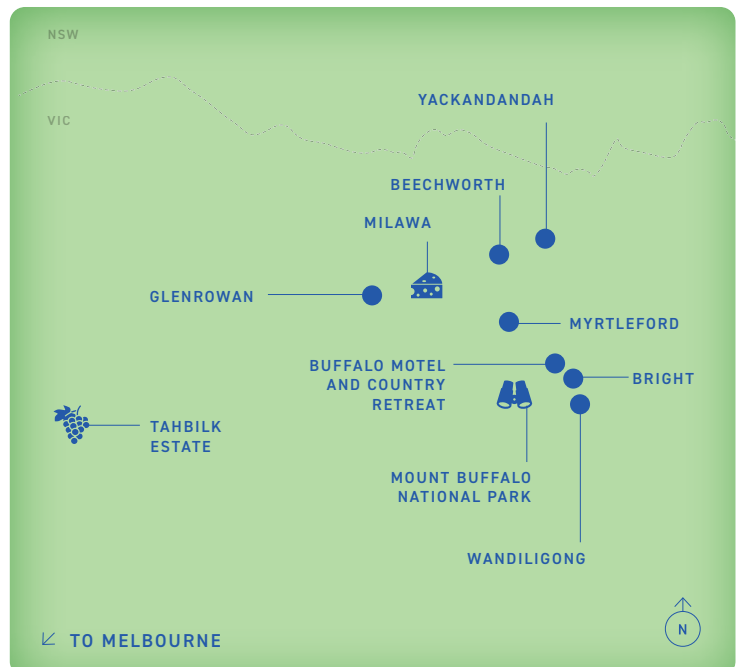 NSW
YACKANDANDAH
VIC
BEECHWORTH
MILAWA
GLENROWAN
MYRTLEFORD
BUFFALO MOTEL
AND COUNTRY
RETREAT
BRIGHT
TAHBILK
ESTATE
MOUNT BUFFALO
NATIONAL PARK
WANDILIGONG
N
TO MELBOURNE